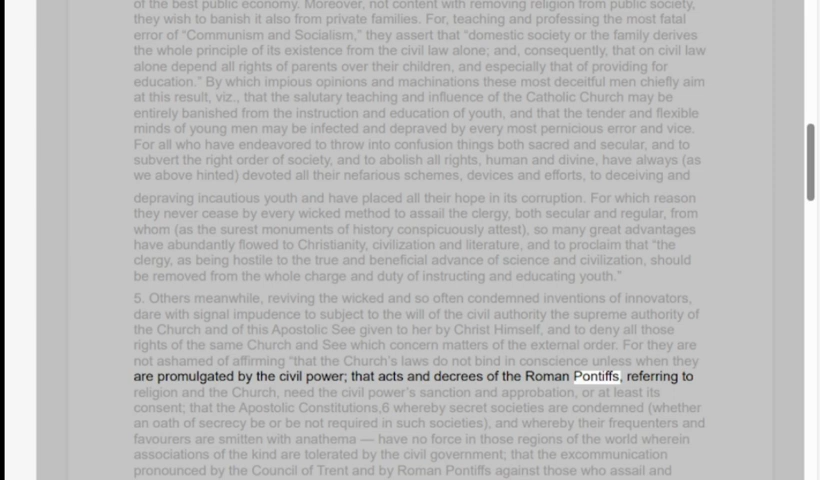 of the best public economy. Moreover, not content with removing religion from public society,
they wish to banish it also from private families. For, teaching and professing the most fatal
error of “Communism and Socialism,” they assert that “domestic society or the family derives
the whole principle of its existence from the civil law alone; and, consequently, that on civil law
alone depend all rights of parents over their children, and especially that of providing for
education.” By which impious opinions and machinations these most deceitful men chiefly aim
at this result, viz., that the salutary teaching and influence of the Catholic Church may be
entirely banished from the instruction and education of youth, and that the tender and flexible
minds of young men may be infected and depraved by every most pernicious error and vice.
For all who have endeavored to throw into confusion things both sacred and secular, and to
subvert the right order of society, and to abolish all rights, human and divine, have always (as
we above hinted) devoted all their nefarious schemes, devices and efforts, to deceiving and
depraving incautious youth and have placed all their hope in its corruption. For which reason
they never cease by every wicked method to assail the clergy, both secular and regular, from
whom (as the surest monuments of history conspicuously attest), so many great advantages
have abundantly flowed to Christianity, civilization and literature, and to proclaim that “the
clergy, as being hostile to the true and beneficial advance of science and civilization, should
be removed from the whole charge and duty of instructing and educating youth.”
5. Others meanwhile, reviving the wicked and so often condemned inventions of innovators,
dare with signal impudence to subject to the will of the civil authority the supreme authority of
the Church and of this Apostolic See given to her by Christ Himself, and to deny all those
rights of the same Church and See which concern matters of the external order. For they are
not ashamed of affirming “that the Church’s laws do not bind in conscience unless when they
are promulgated by the civil power; that acts and decrees of the Roman Pontiffs, referring to
religion and the Church, need the civil power’s sanction and approbation, or at least its
consent; that the Apostolic Constitutions,6 whereby secret societies are condemned (whether
an oath of secrecy be or be not required in such societies), and whereby their frequenters and
favourers are smitten with anathema — have no force in those regions of the world wherein
associations of the kind are tolerated by the civil government; that the excommunication
pronounced by the Council of Trent and by Roman Pontiffs against those who assail and